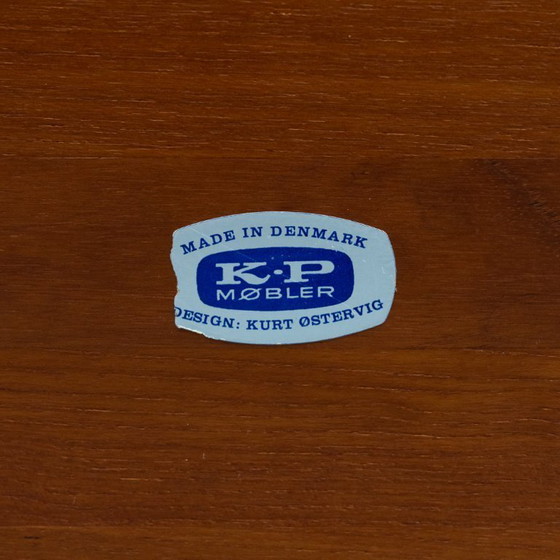 MADE IN DENMARK
K·P
MØBLER
DESIGN: KURT ØSTERVIG